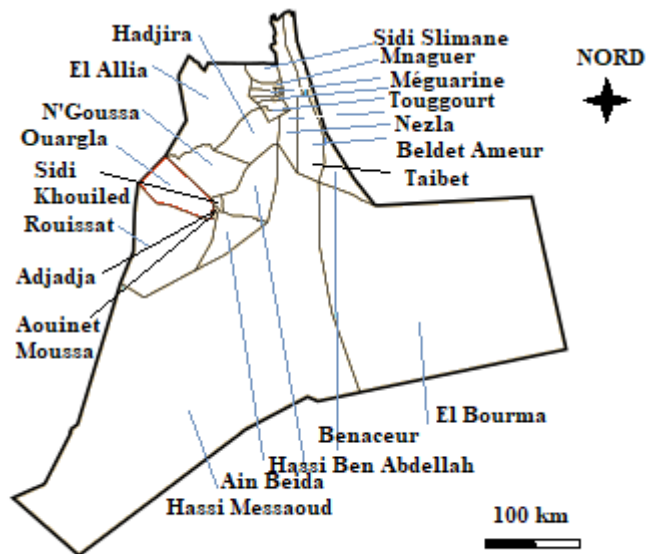 Hadjira
Sidi Slimane
Mnaguer
NORD
El Allia
Méguarine
N'Goussa
Touggourt
Ouargla
Nezla
Beldet Ameur
Sidi
Khouiled
Taibet
Rouissat
Adjadja
Aouinet
Moussa
El Bourma
Benaceur
Hassi Ben Abdellah
Ain Beida
Hassi Messaoud
100 km